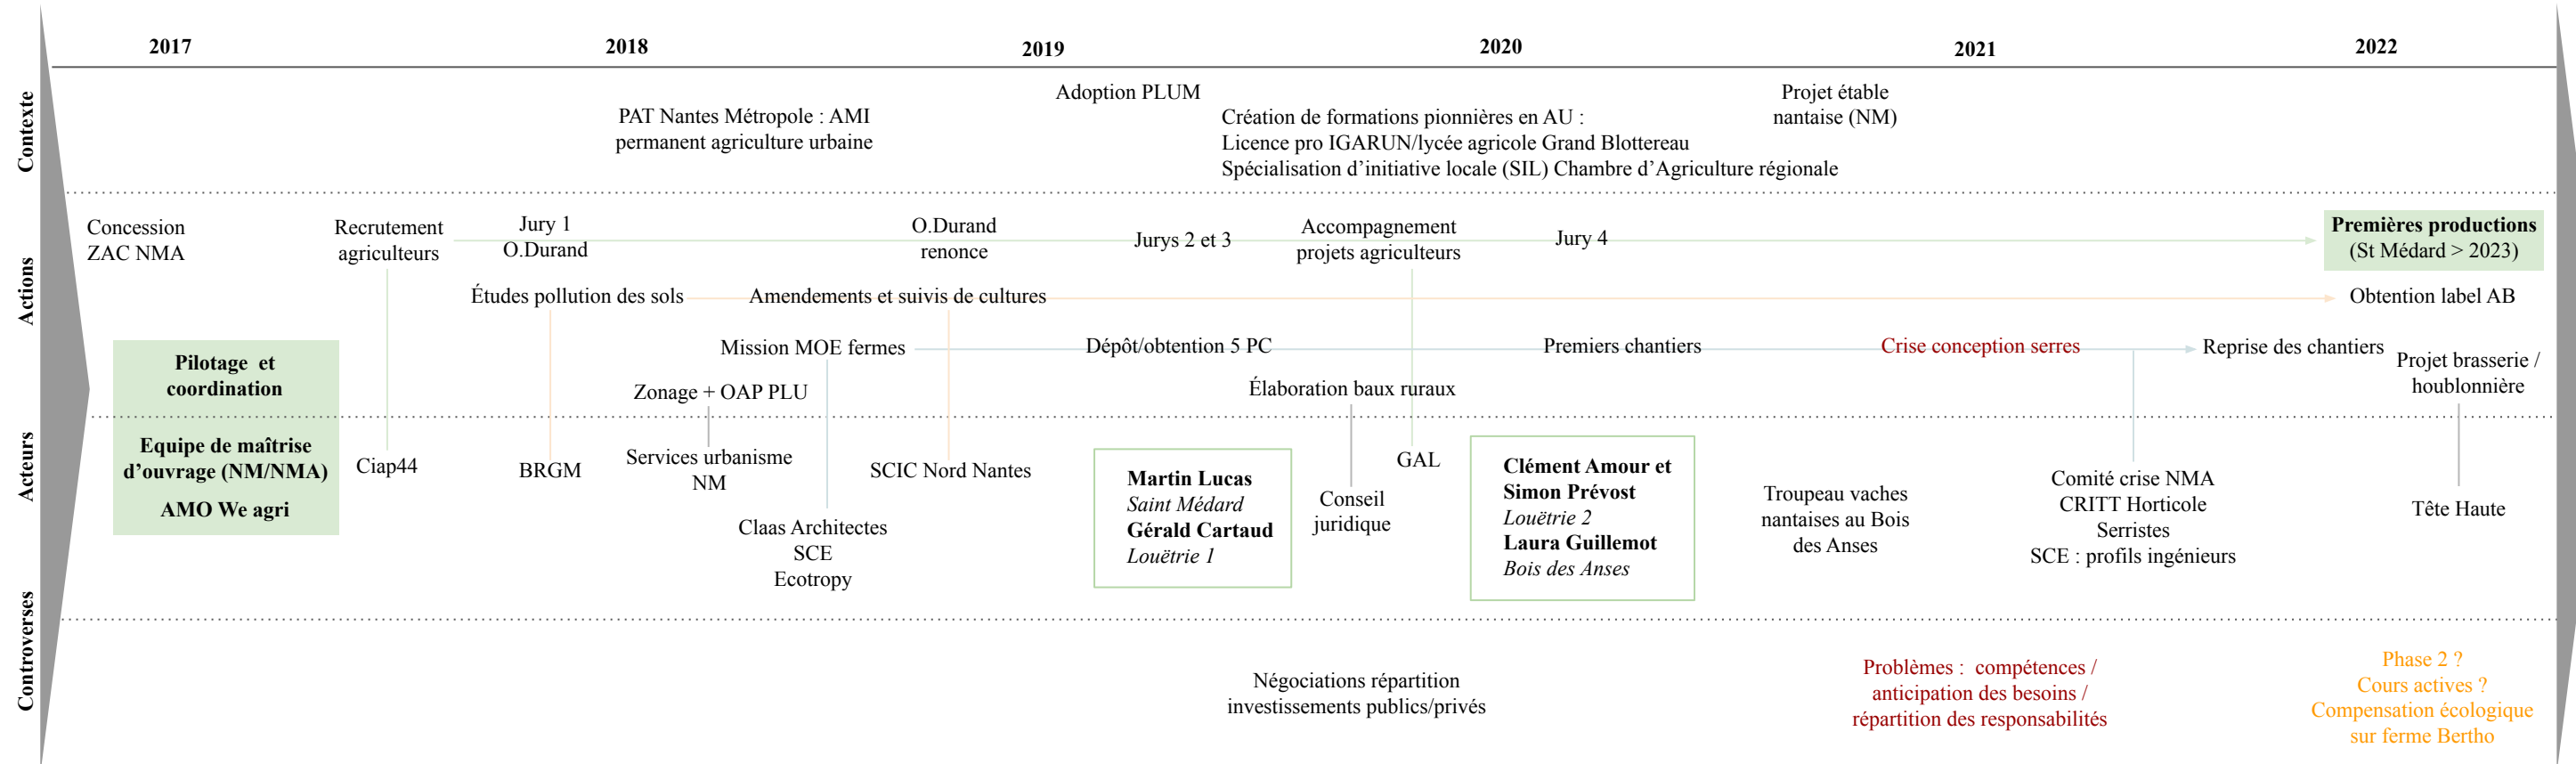 2017
2018
2019
2020
2021
2022
Contexte
Adoption PLUM
PAT Nantes Métropole : AMI
permanent agriculture urbaine
Création de formations pionnières en AU :
Licence pro IGARUN/lycée agricole Grand Blottereau
Spécialisation d'initiative locale (SIL) Chambre d'Agriculture régionale
Projet étable
nantaise (NM)
Actions
Concession
ZAC NMA
Recrutement
agriculteurs
Jury 1
O.Durand
O.Durand
renonce
Jurys 2 et 3
Accompagnement
projets agriculteurs
Jury 4
Premières productions
(St Médard > 2023)
Études pollution des sols
Amendements et suivis de cultures
Obtention label AB
Mission MOE fermes
Dépôt/obtention 5 PC
Premiers chantiers
Crise conception serres
Reprise des chantiers
Pilotage et
coordination
Zonage + OAP PLU
Élaboration baux ruraux
Projet brasserie /
houblonnière
Acteurs
Equipe de maîtrise
d'ouvrage (NM/NMA)
AMO We agri
Ciap44
BRGM
Services urbanisme
NM
Claas Architectes
SCE
Ecotropy
SCIC Nord Nantes
Martin Lucas
Saint Médard
Gérald Cartaud
Louëtrie 1
Conseil
juridique
GAL
Clément Amour et
Simon Prévost
Louëtrie 2
Laura Guillemot
Bois des Anses
Troupeau vaches
nantaises au Bois
des Anses
Comité crise NMA
CRITT Horticole
Serristes
SCE : profils ingénieurs
Tête Haute
Controverses
Négociations répartition
investissements publics/privés
Problèmes : compétences /
anticipation des besoins /
répartition des responsabilités
Phase 2 ?
Cours actives ?
Compensation écologique
sur ferme Bertho